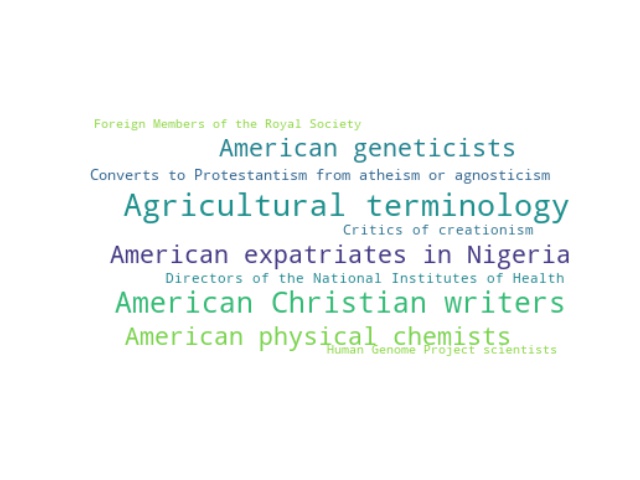 Foreign Members of the Royal Society
American geneticists
Converts to Protestantism from atheism or agnosticism
Agricultural terminology
Critics of creationism
American expatriates in Nigeria
Directors of the National Institutes of Health
American Christian writers
American physical chemists
Human Genome Project scientists